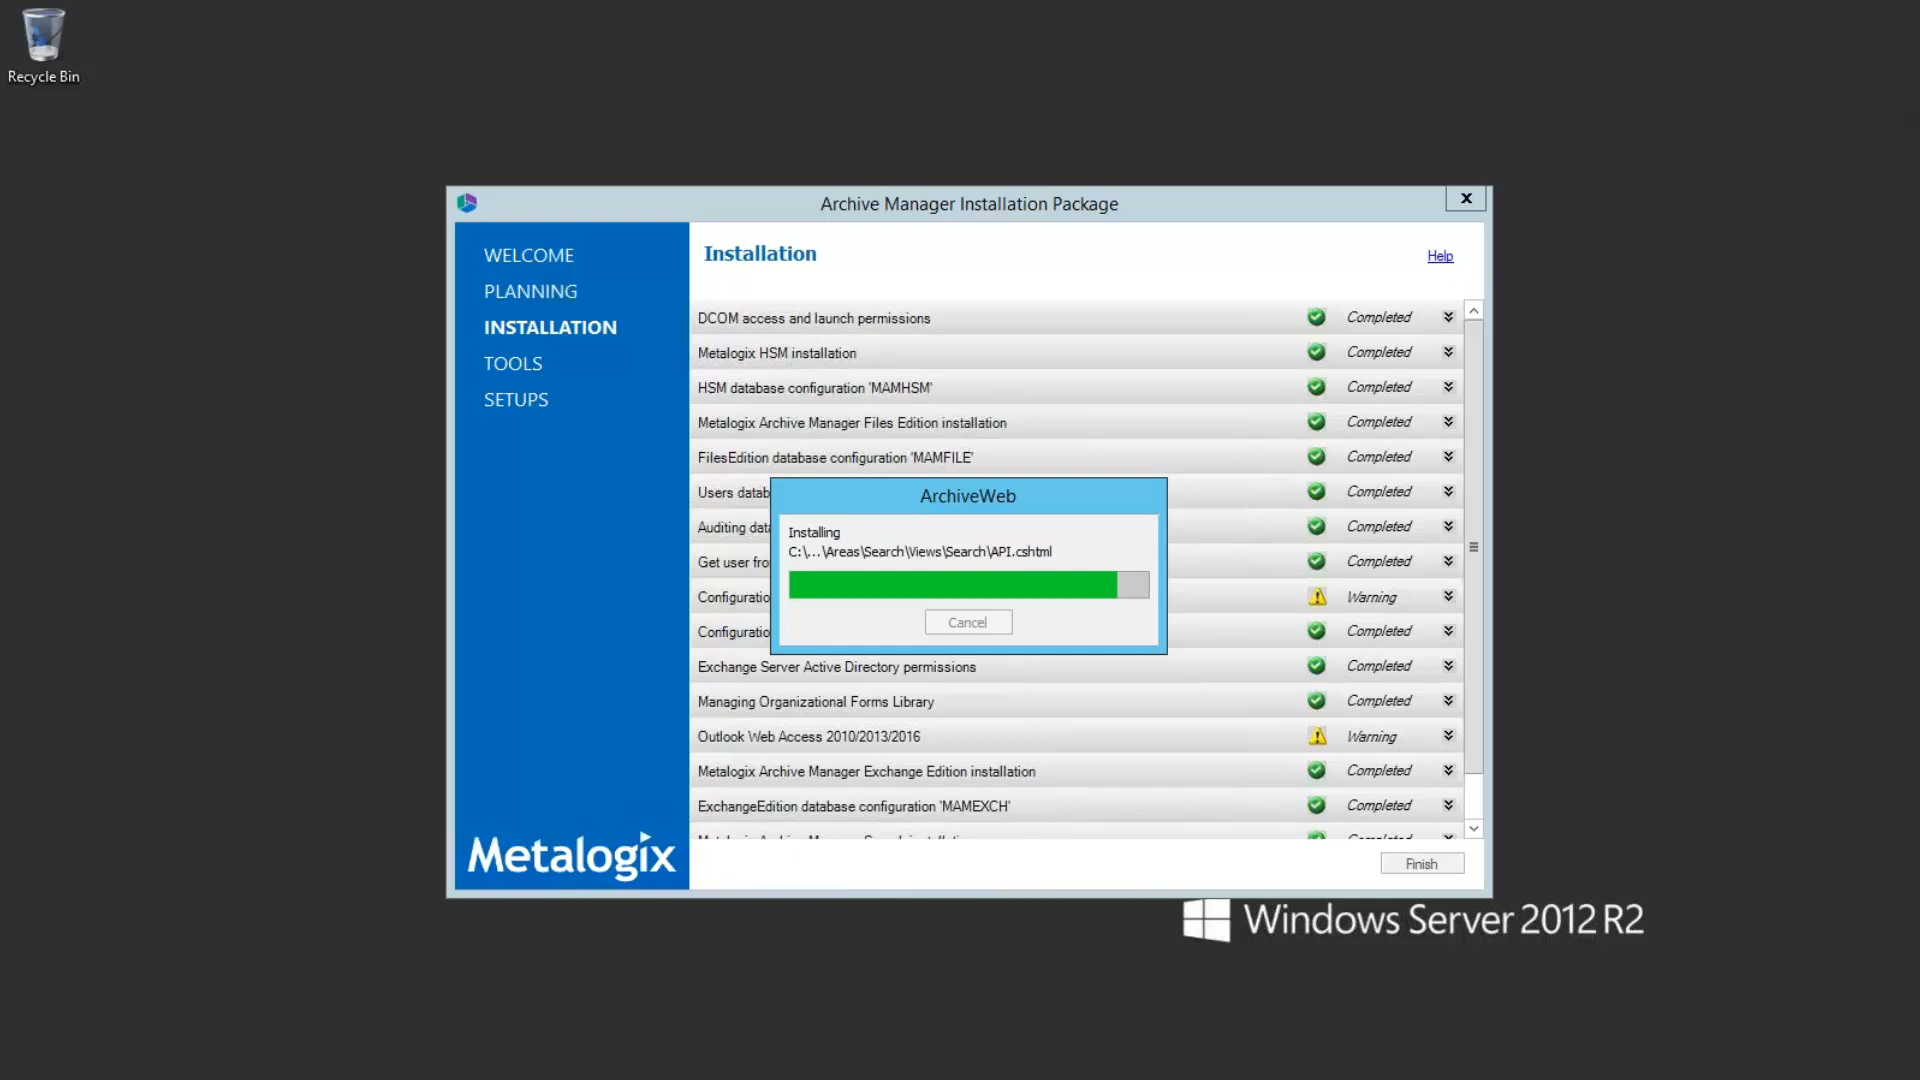 Recycle Bin
Archive Manager Installation Package
x
WELCOME
PLANNING
INSTALLATION
TOOLS
SETUPS
Metalogix
Installation
Help
DCOM access and launch permissions Completed
Metalogix HSM installation Completed
HSM database configuration 'MAMHSM' Completed
Metalogix Archive Manager Files Edition installation Completed
FilesEdition database configuration 'MAMFILE' Completed
Users datab Completed
Auditing data Completed
Get user fro Completed
Configuratio Warning
Configuratio Completed
Exchange Server Active Directory permissions Completed
Managing Organizational Forms Library Completed
Outlook Web Access 2010/2013/2016 Warning
Metalogix Archive Manager Exchange Edition installation Completed
ExchangeEdition database configuration 'MAMEXCH' Completed
ArchiveWeb
Installing
C:\...\Areas\Search\Views\Search\API.cshtml
Cancel
Finish
Windows Server 2012 R2